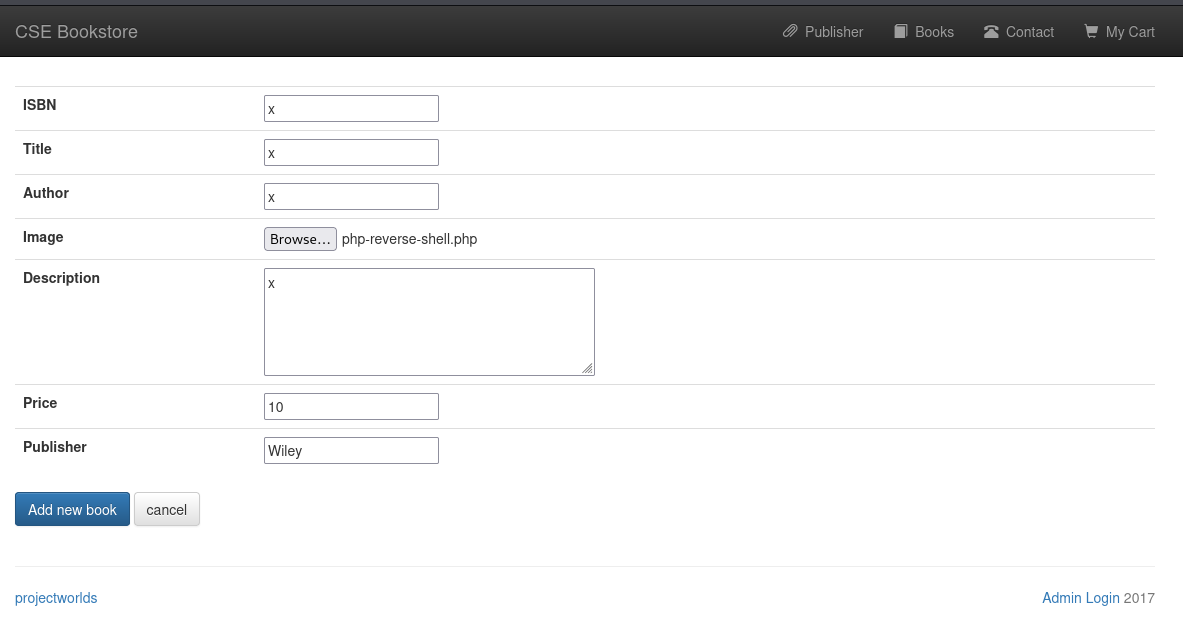 CSE Bookstore Publisher Books Contact My Cart
ISBN x
Title x
Author x
Image Browse... php-reverse-shell.php
Description x
Price 10
Publisher Wiley
Add new book cancel
projectworlds Admin Login 2017